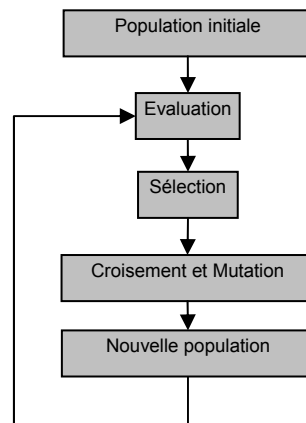 Population initiale
Evaluation
Sélection
Croisement et Mutation
Nouvelle population